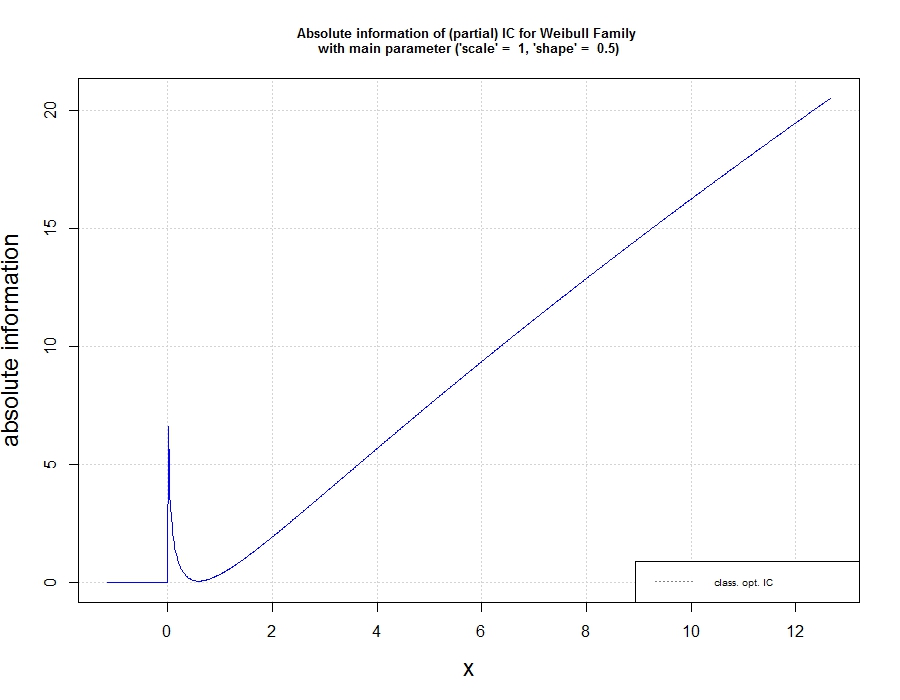 Absolute information of (partial) IC for Weibull Family
with main parameter ('scale' = 1, 'shape' = 0.5)
absolute information
20
15
10
5
0
class. opt. IC
0 2 4 6 8 10 12
x